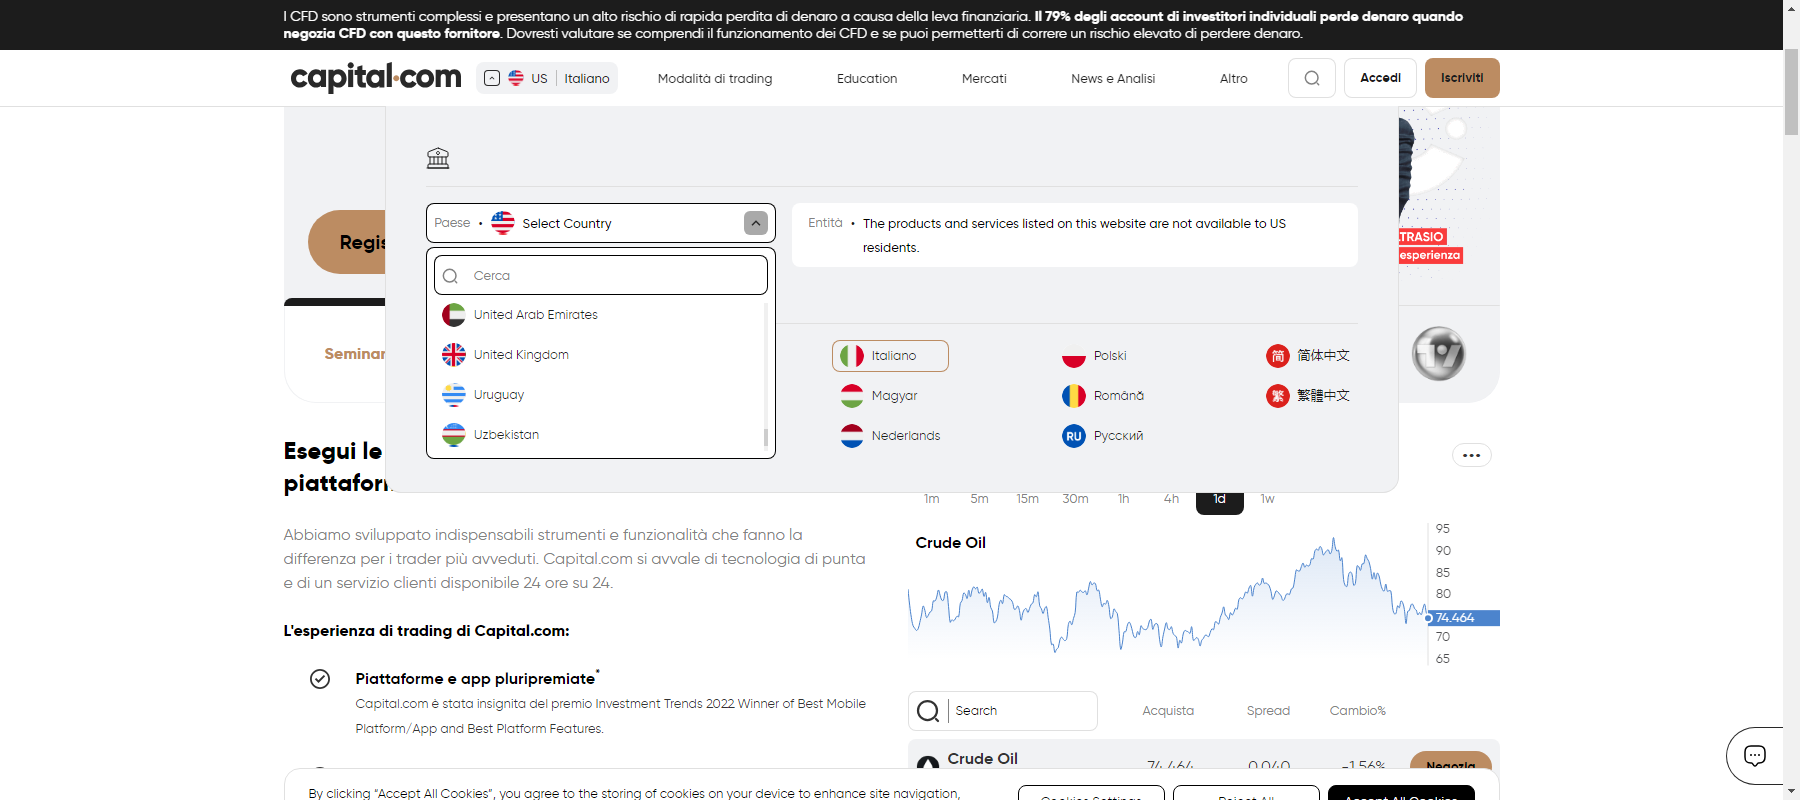 I CFD sono strumenti complessi e presentano un alto rischio di rapida perdita di denaro a causa della leva finanziaria. Il 79% degli account di investitori individuali perde denaro quando
negozia CFD con questo fornitore. Dovresti valutare se comprendi il funzionamento dei CFD e se puoi permetterti di correre un rischio elevato di perdere denaro.
capital.com US Italiano Modalità di trading Education Mercati News e Analisi Altro Accedi Iscriviti
Paese • Select Country
Entità • The products and services listed on this website are not available to US
residents.
Cerca
United Arab Emirates
United Kingdom
Uruguay
Uzbekistan
Italiano Polski 简 简体中文
Magyar Română 繁 繁體中文
Nederlands RU Русский
esperienza
Esegui le
1m 5m 15m 30m 1h 4h 1d 1w
Abbiamo sviluppato indispensabili strumenti e funzionalità che fanno la
differenza per i trader più avveduti. Capital.com si avvale di tecnologia di punta
e di un servizio clienti disponibile 24 ore su 24.
L'esperienza di trading di Capital.com:
Piattaforme e app pluripremiate*
Capital.com è stata insignita del premio Investment Trends 2022 Winner of Best Mobile
Platform/App and Best Platform Features.
Crude Oil
95
90
85
80
74.464
70
65
Search Acquista Spread Cambio%
Crude Oil 74.464 0.040 -1.56% Negozia
By clicking “Accept All Cookies”, you agree to the storing of cookies on your device to enhance site navigation,
Cookies Settings Reject All Accept All Cookies